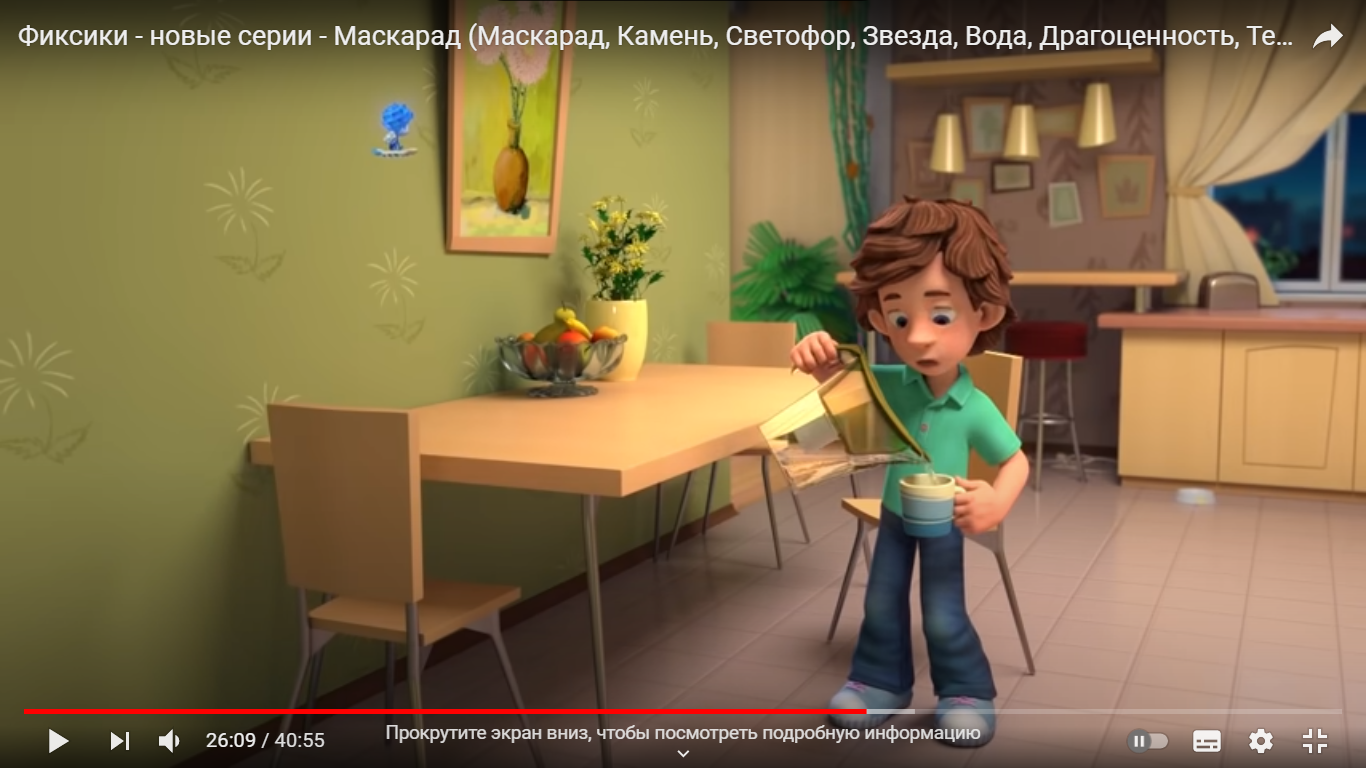 Фиксики - новые серии - Маскарад (Маскарад, Камень, Светофор, Звезда, Вода, Драгоценность, Те...
26:09 / 40:55
Прокрутите экран вниз, чтобы посмотреть подробную информацию